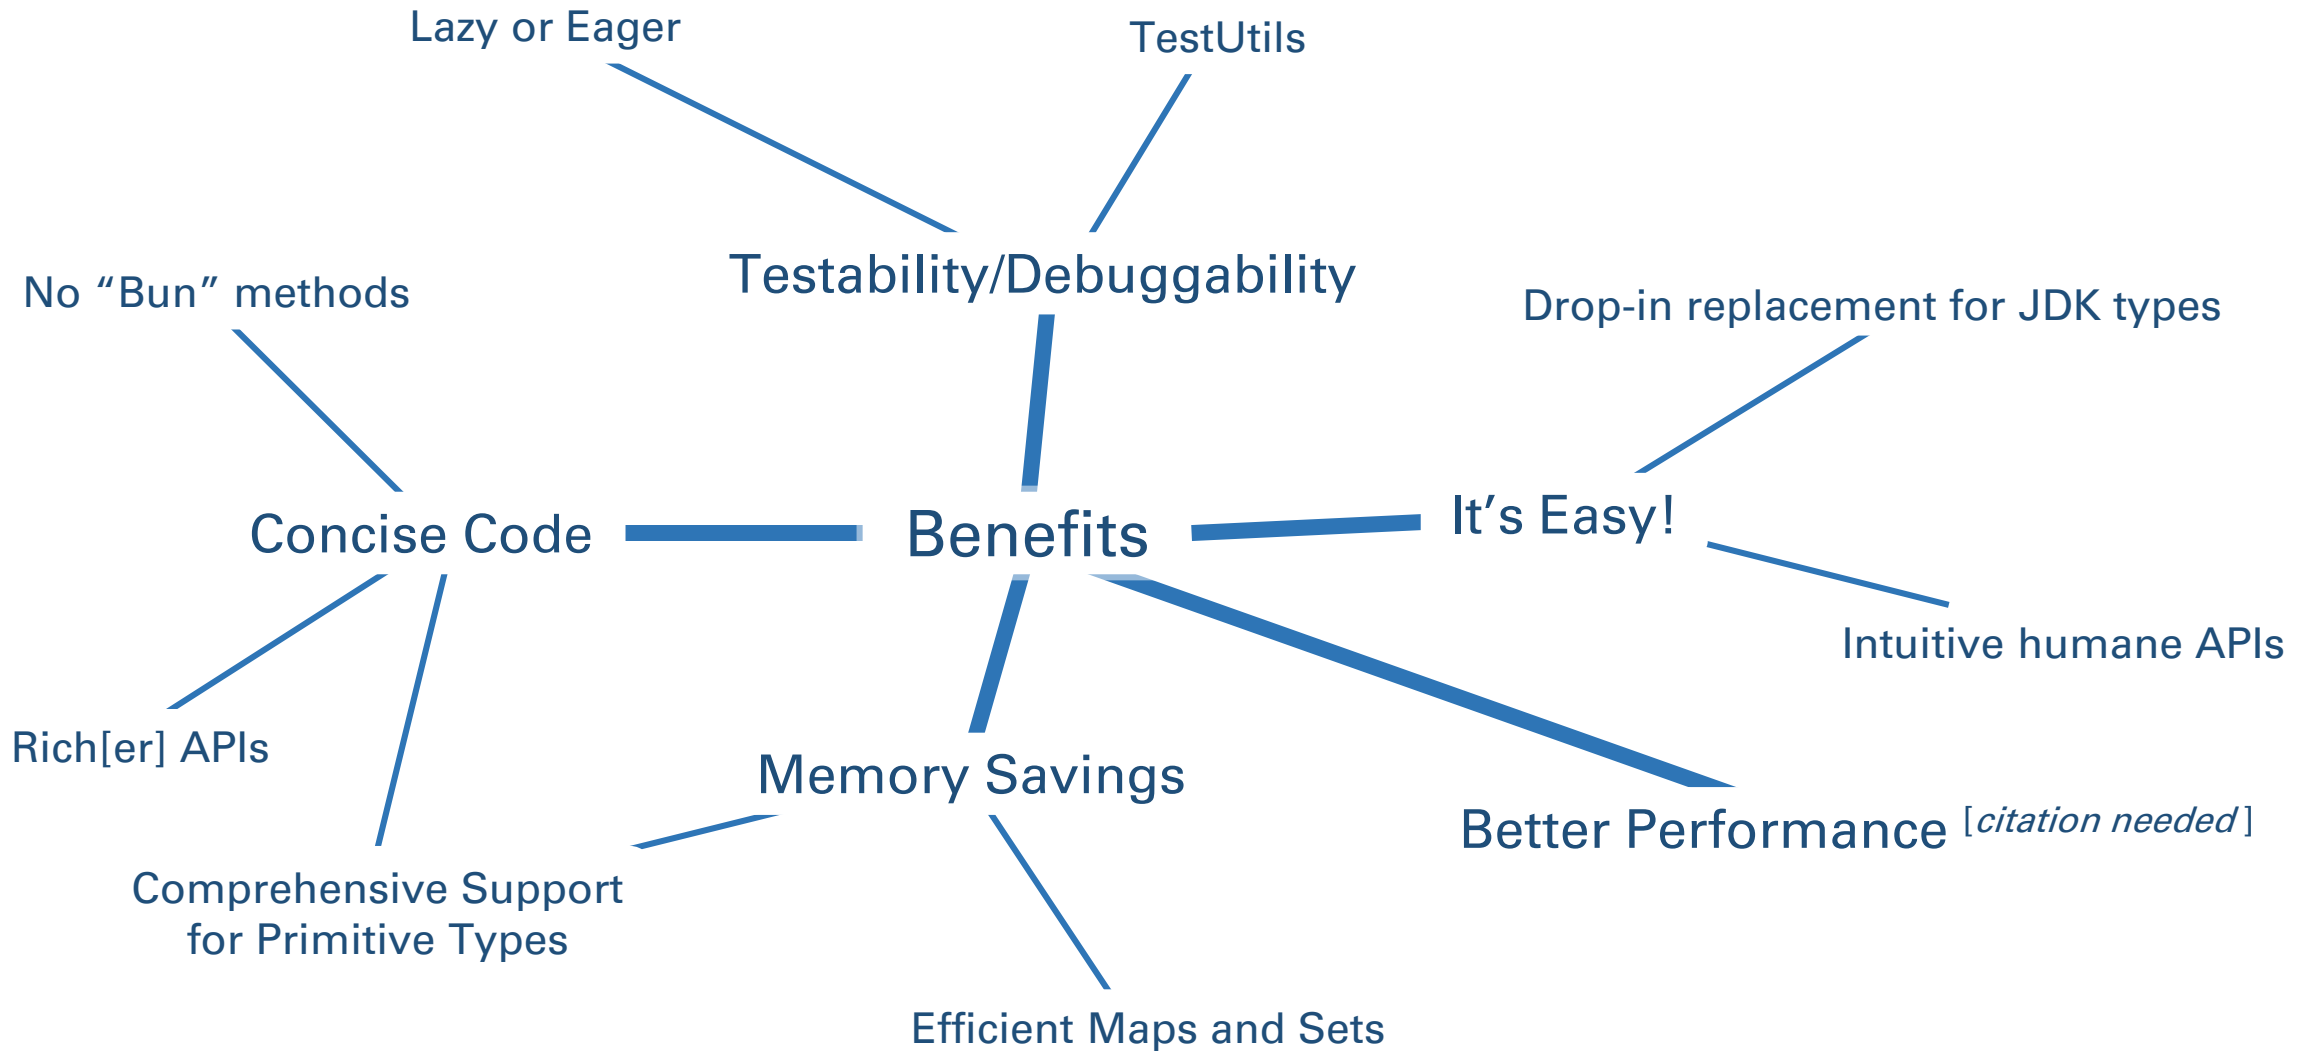 Lazy or Eager
TestUtils
Testability/Debuggability
No “Bun” methods
Drop-in replacement for JDK types
Concise Code
Benefits
It’s Easy!
Intuitive humane APIs
Rich[er] APIs
Memory Savings
Better Performance [citation needed]
Comprehensive Support
for Primitive Types
Efficient Maps and Sets